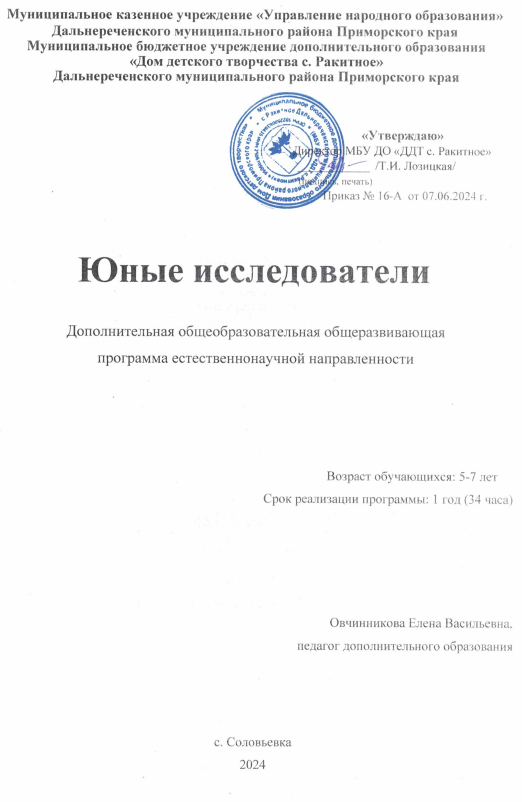 Муниципальное казенное учреждение «Управление народного образования»
Дальнереченского муниципального района Приморского края
Муниципальное бюджетное учреждение дополнительного образования
«Дом детского творчества с. Ракитное»
Дальнереченского муниципального района Приморского края
«Утверждаю»
Директор МБУ ДО «ДДТ с. Ракитное»
/Т.И. Лозицкая/
печать)
Приказ № 16-А от 07.06.2024 г.
Юные исследователи
Дополнительная общеобразовательная общеразвивающая
программа естественнонаучной направленности
Возраст обучающихся: 5-7 лет
Срок реализации программы: 1 год (34 часа)
Овчинникова Елена Васильевна,
педагог дополнительного образования
с. Соловьевка
2024